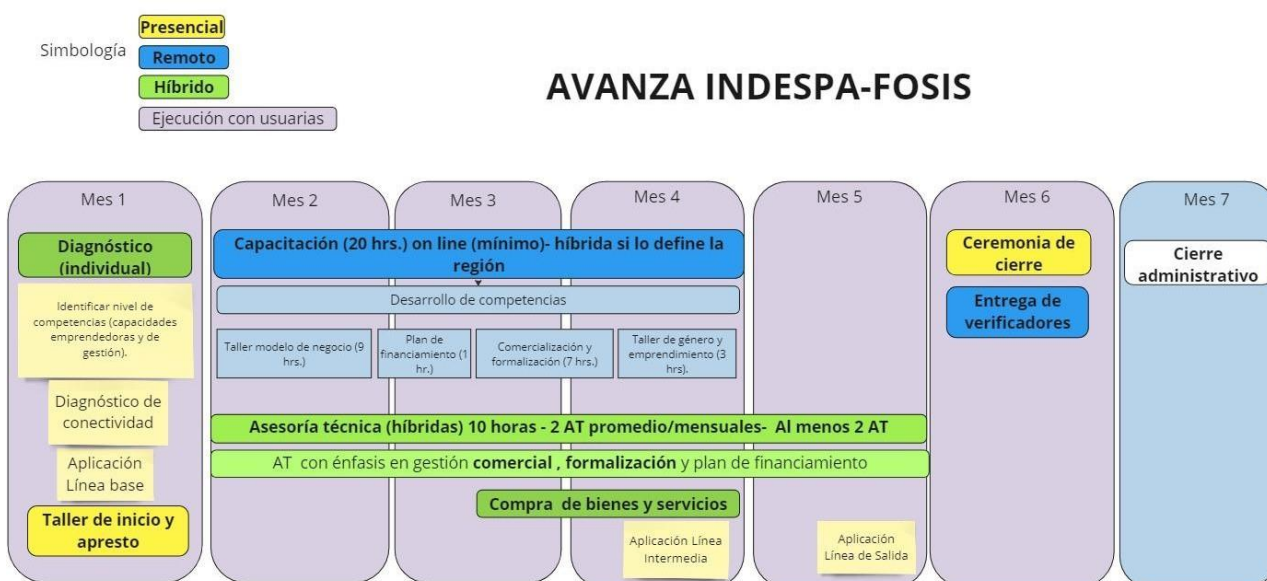 Simbología
Presencial
Remoto
Híbrido
Ejecución con usuarias
AVANZA INDESPA-FOSIS
Mes 1
Diagnóstico
(individual)
Identificar nivel de
competencias (capacidades
emprendedoras y de
gestión).
Diagnóstico de
conectividad
Aplicación
Línea base
Taller de inicio y
apresto
Mes 2
Mes 3
Mes 4
Mes 5
Capacitación (20 hrs.) on line (mínimo)- híbrida si lo define la
región
Desarrollo de competencias
Taller modelo de negocio (9
hrs.)
Plan de
financiamiento (1
hr.)
Comercialización y
formalización (7 hrs.)
Taller de género y
emprendimiento (3
hrs).
Asesoría técnica (híbridas) 10 horas - 2 AT promedio/mensuales- Al menos 2 AT
AT con énfasis en gestión comercial , formalización y plan de financiamiento
Compra de bienes y servicios
Aplicación Línea
Intermedia
Aplicación
Línea de Salida
Mes 6
Ceremonia de
cierre
Entrega de
verificadores
Mes 7
Cierre
administrativo